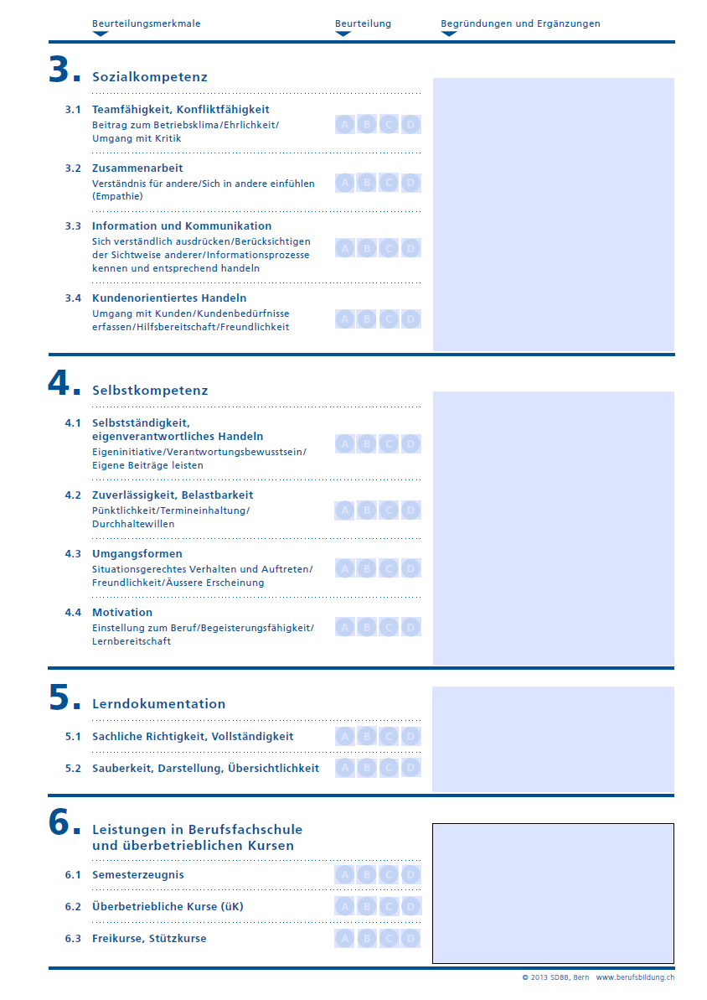 Beurteilungsmerkmale Beurteilung Begründungen und Ergänzungen
3. Sozialkompetenz
3.1 Teamfähigkeit, Konfliktfähigkeit
Beitrag zum Betriebsklima/Ehrlichkeit/
Umgang mit Kritik
A B C D
3.2 Zusammenarbeit
Verständnis für andere/Sich in andere einfühlen
(Empathie)
A B C D
3.3 Information und Kommunikation
Sich verständlich ausdrücken/Berücksichtigen
der Sichtweise anderer/Informationsprozesse
kennen und entsprechend handeln
A B C D
3.4 Kundenorientiertes Handeln
Umgang mit Kunden/Kundenbedürfnisse
erfassen/Hilfsbereitschaft/Freundlichkeit
A B C D
4. Selbstkompetenz
4.1 Selbstständigkeit,
eigenverantwortliches Handeln
Eigeninitiative/Verantwortungsbewusstsein/
Eigene Beiträge leisten
A B C D
4.2 Zuverlässigkeit, Belastbarkeit
Pünktlichkeit/Termineinhaltung/
Durchhaltewillen
A B C D
4.3 Umgangsformen
Situationsgerechtes Verhalten und Auftreten/
Freundlichkeit/Äussere Erscheinung
A B C D
4.4 Motivation
Einstellung zum Beruf/Begeisterungsfähigkeit/
Lernbereitschaft
A B C D
5. Lerndokumentation
5.1 Sachliche Richtigkeit, Vollständigkeit A B C D
5.2 Sauberkeit, Darstellung, Übersichtlichkeit A B C D
6. Leistungen in Berufsfachschule
und überbetrieblichen Kursen
6.1 Semesterzeugnis A B C D
6.2 Überbetriebliche Kurse (üK) A B C D
6.3 Freikurse, Stützkurse A B C D
© 2013 SDBB, Bern www.berufsbildung.ch